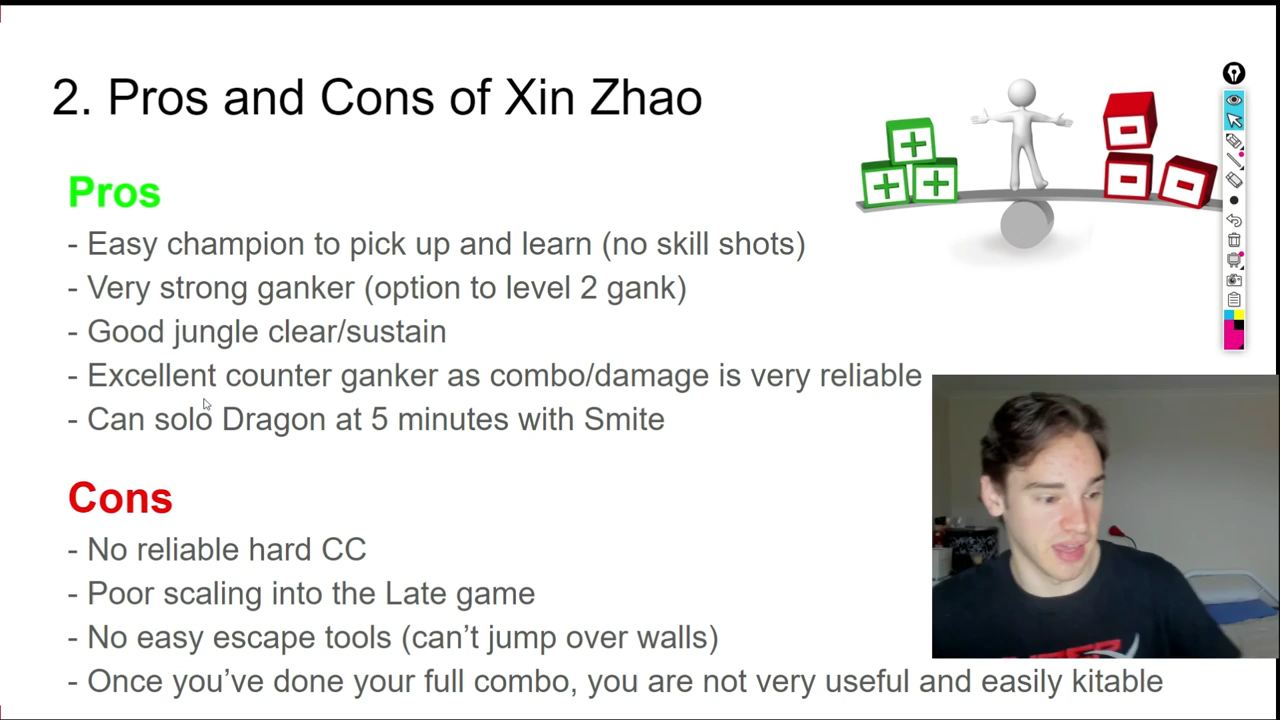 2. Pros and Cons of Xin Zhao
Pros
- Easy champion to pick up and learn (no skill shots)
- Very strong ganker (option to level 2 gank)
- Good jungle clear/sustain
- Excellent counter ganker as combo/damage is very reliable
- Can solo Dragon at 5 minutes with Smite
Cons
- No reliable hard CC
- Poor scaling into the Late game
- No easy escape tools (can’t jump over walls)
- Once you’ve done your full combo, you are not very useful and easily kitable